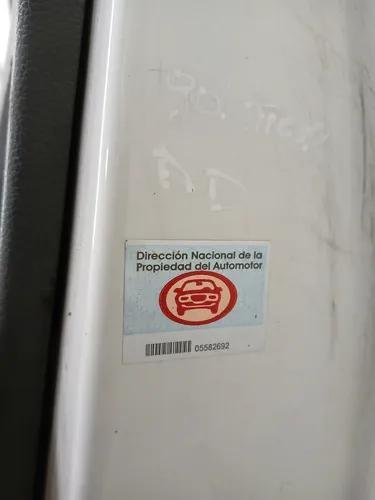 Dirección Nacional de la
Propiedad del Automotor
05582692